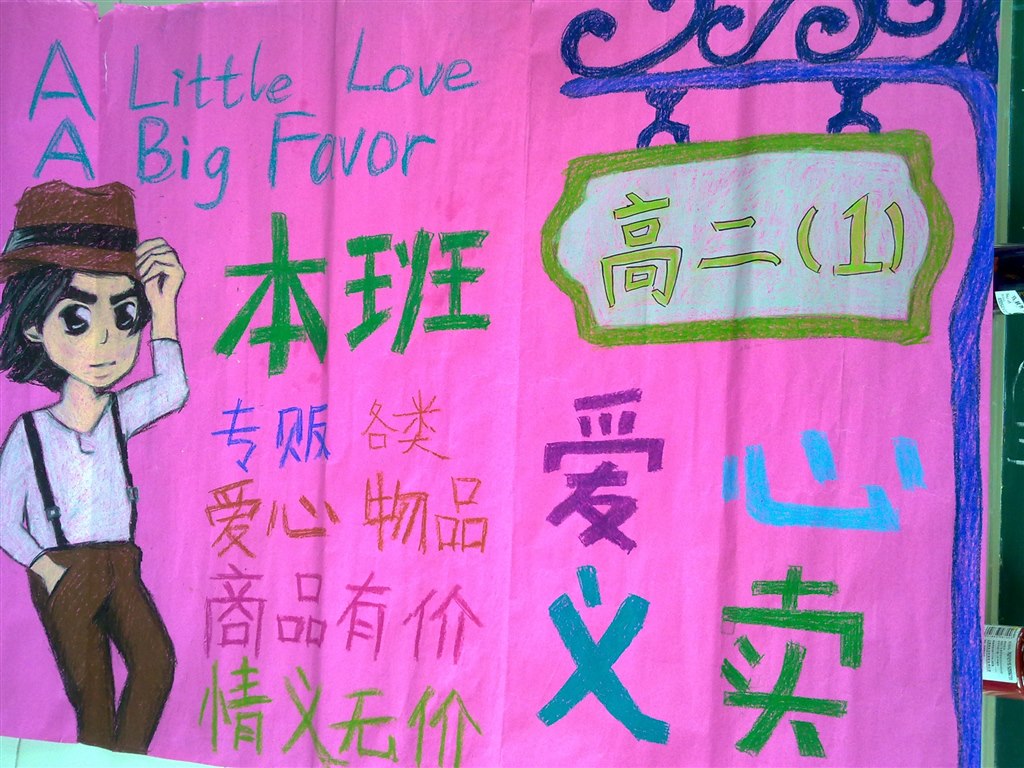 A Little Love
A Big Favor
高二(1)
本班
专贩各类
爱心物品
商品有价
情义无价
爱心
义卖